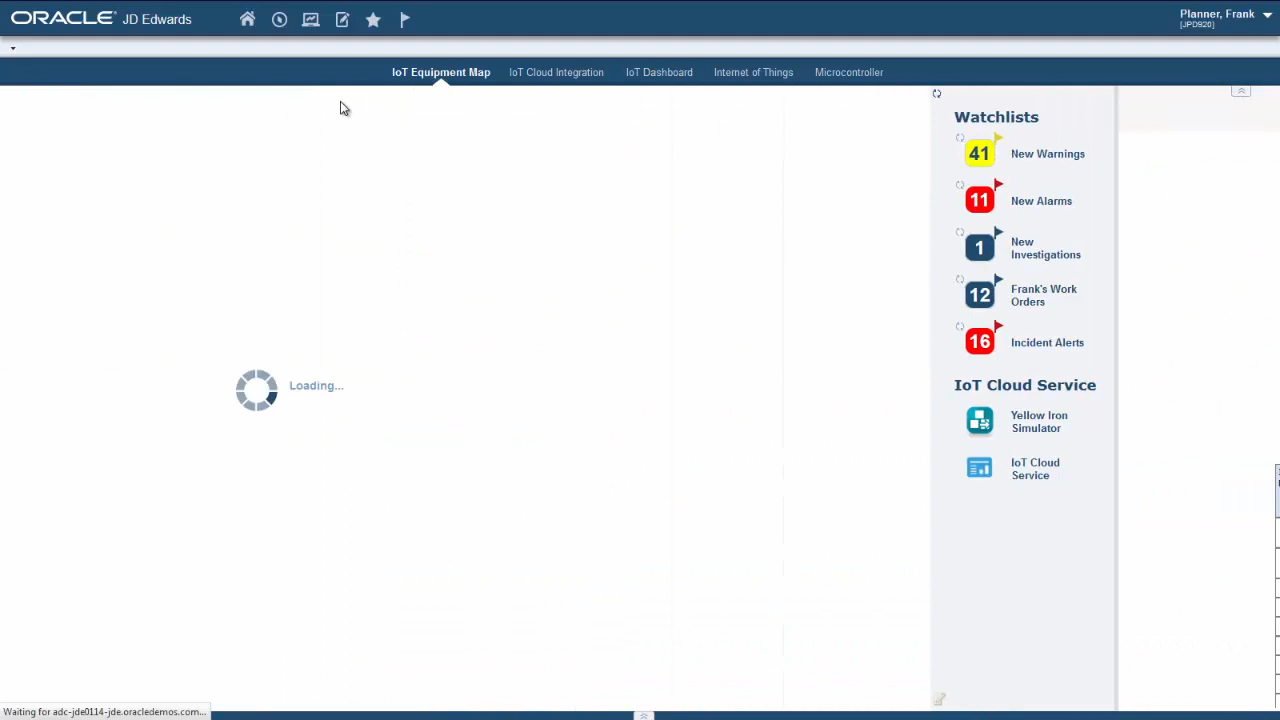 ORACLE JD Edwards
Planner, Frank
[JPD920]
IoT Equipment Map IoT Cloud Integration IoT Dashboard Internet of Things Microcontroller
Watchlists
41 New Warnings
11 New Alarms
1 New
Investigations
12 Frank's Work
Orders
16 Incident Alerts
Loading...
IoT Cloud Service
Yellow Iron
Simulator
IoT Cloud
Service
Waiting for adc-jde0114-jde.oracledemos.com...